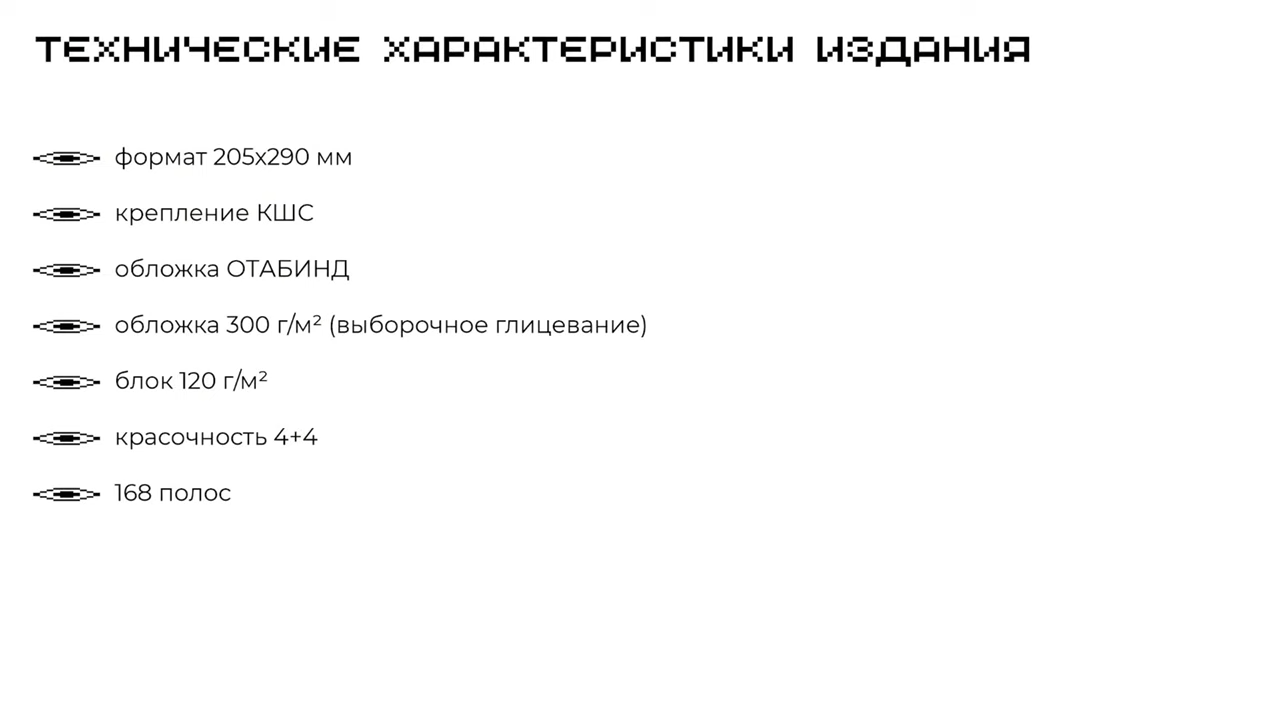 ТЕХНИЧЕСКИЕ ХАРАКТЕРИСТИКИ ИЗДАНИЯ
формат 205х290 мм
крепление КШС
обложка ОТАБИНД
обложка 300 г/м² (выборочное глицевание)
блок 120 г/м²
красочность 4+4
168 полос